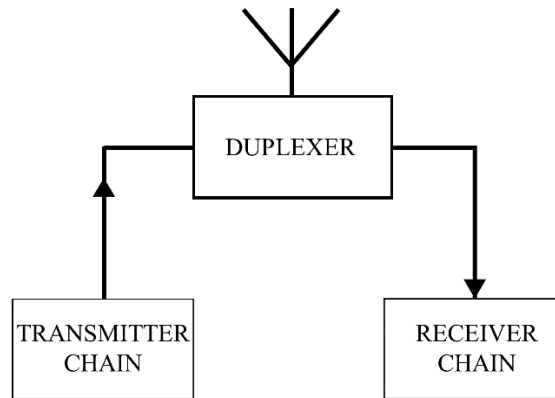 DUPLEXER
TRANSMITTER
CHAIN
RECEIVER
CHAIN